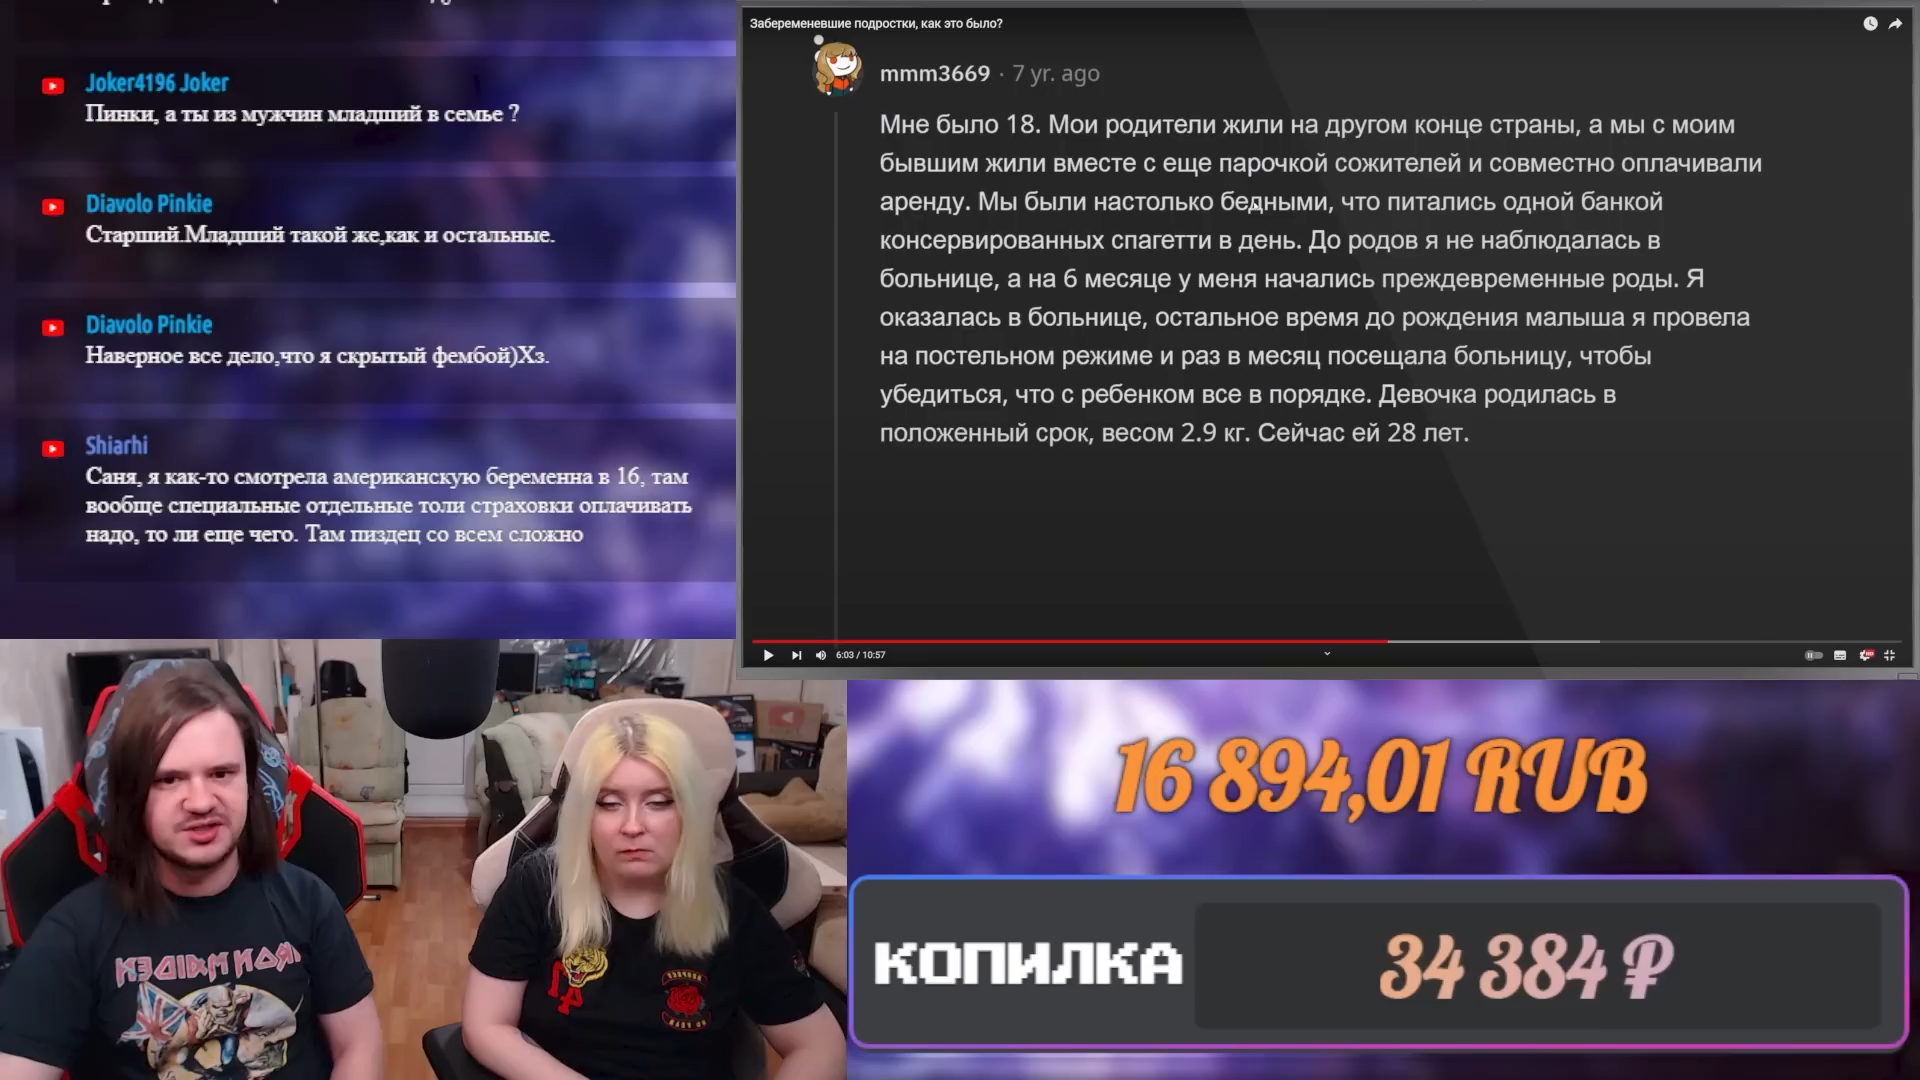 Joker4196 Joker
Пинки, а ты из мужчин младший в семье ?
Diavolo Pinkie
Старший.Младший такой же,как и остальные.
Diavolo Pinkie
Наверное все дело,что я скрытый фембой)Хз.
Shiarhi
Саня, я как-то смотрела американскую беременна в 16, там
вообще специальные отдельные толи страховки оплачивать
надо, то ли еще чего. Там пиздец со всем сложно
Забеременевшие подростки, как это было?
mmm3669 · 7 yr. ago
Мне было 18. Мои родители жили на другом конце страны, а мы с моим
бывшим жили вместе с еще парочкой сожителей и совместно оплачивали
аренду. Мы были настолько бедными, что питались одной банкой
консервированных спагетти в день. До родов я не наблюдалась в
больнице, а на 6 месяце у меня начались преждевременные роды. Я
оказалась в больнице, остальное время до рождения малыша я провела
на постельном режиме и раз в месяц посещала больницу, чтобы
убедиться, что с ребенком все в порядке. Девочка родилась в
положенный срок, весом 2.9 кг. Сейчас ей 28 лет.
6:03 / 10:57
16 894,01 RUB
КОПИЛКА
34 384 ₽